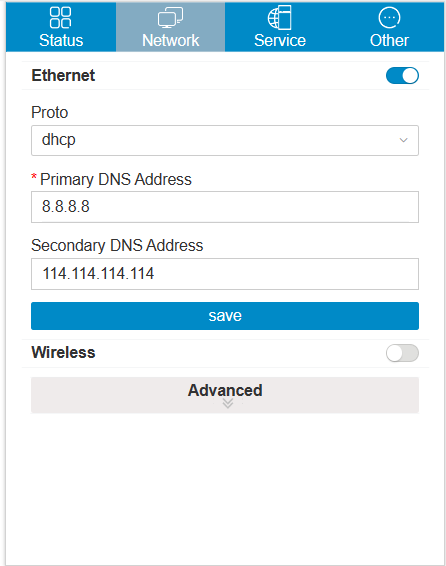 Status Network Service Other
Ethernet
Proto
dhcp
* Primary DNS Address
8.8.8.8
Secondary DNS Address
114.114.114.114
save
Wireless
Advanced